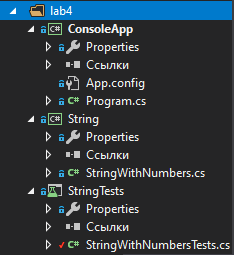 lab4
ConsoleApp
Properties
Ссылки
App.config
Program.cs
String
Properties
Ссылки
StringWithNumbers.cs
StringTests
Properties
Ссылки
StringWithNumbersTests.cs